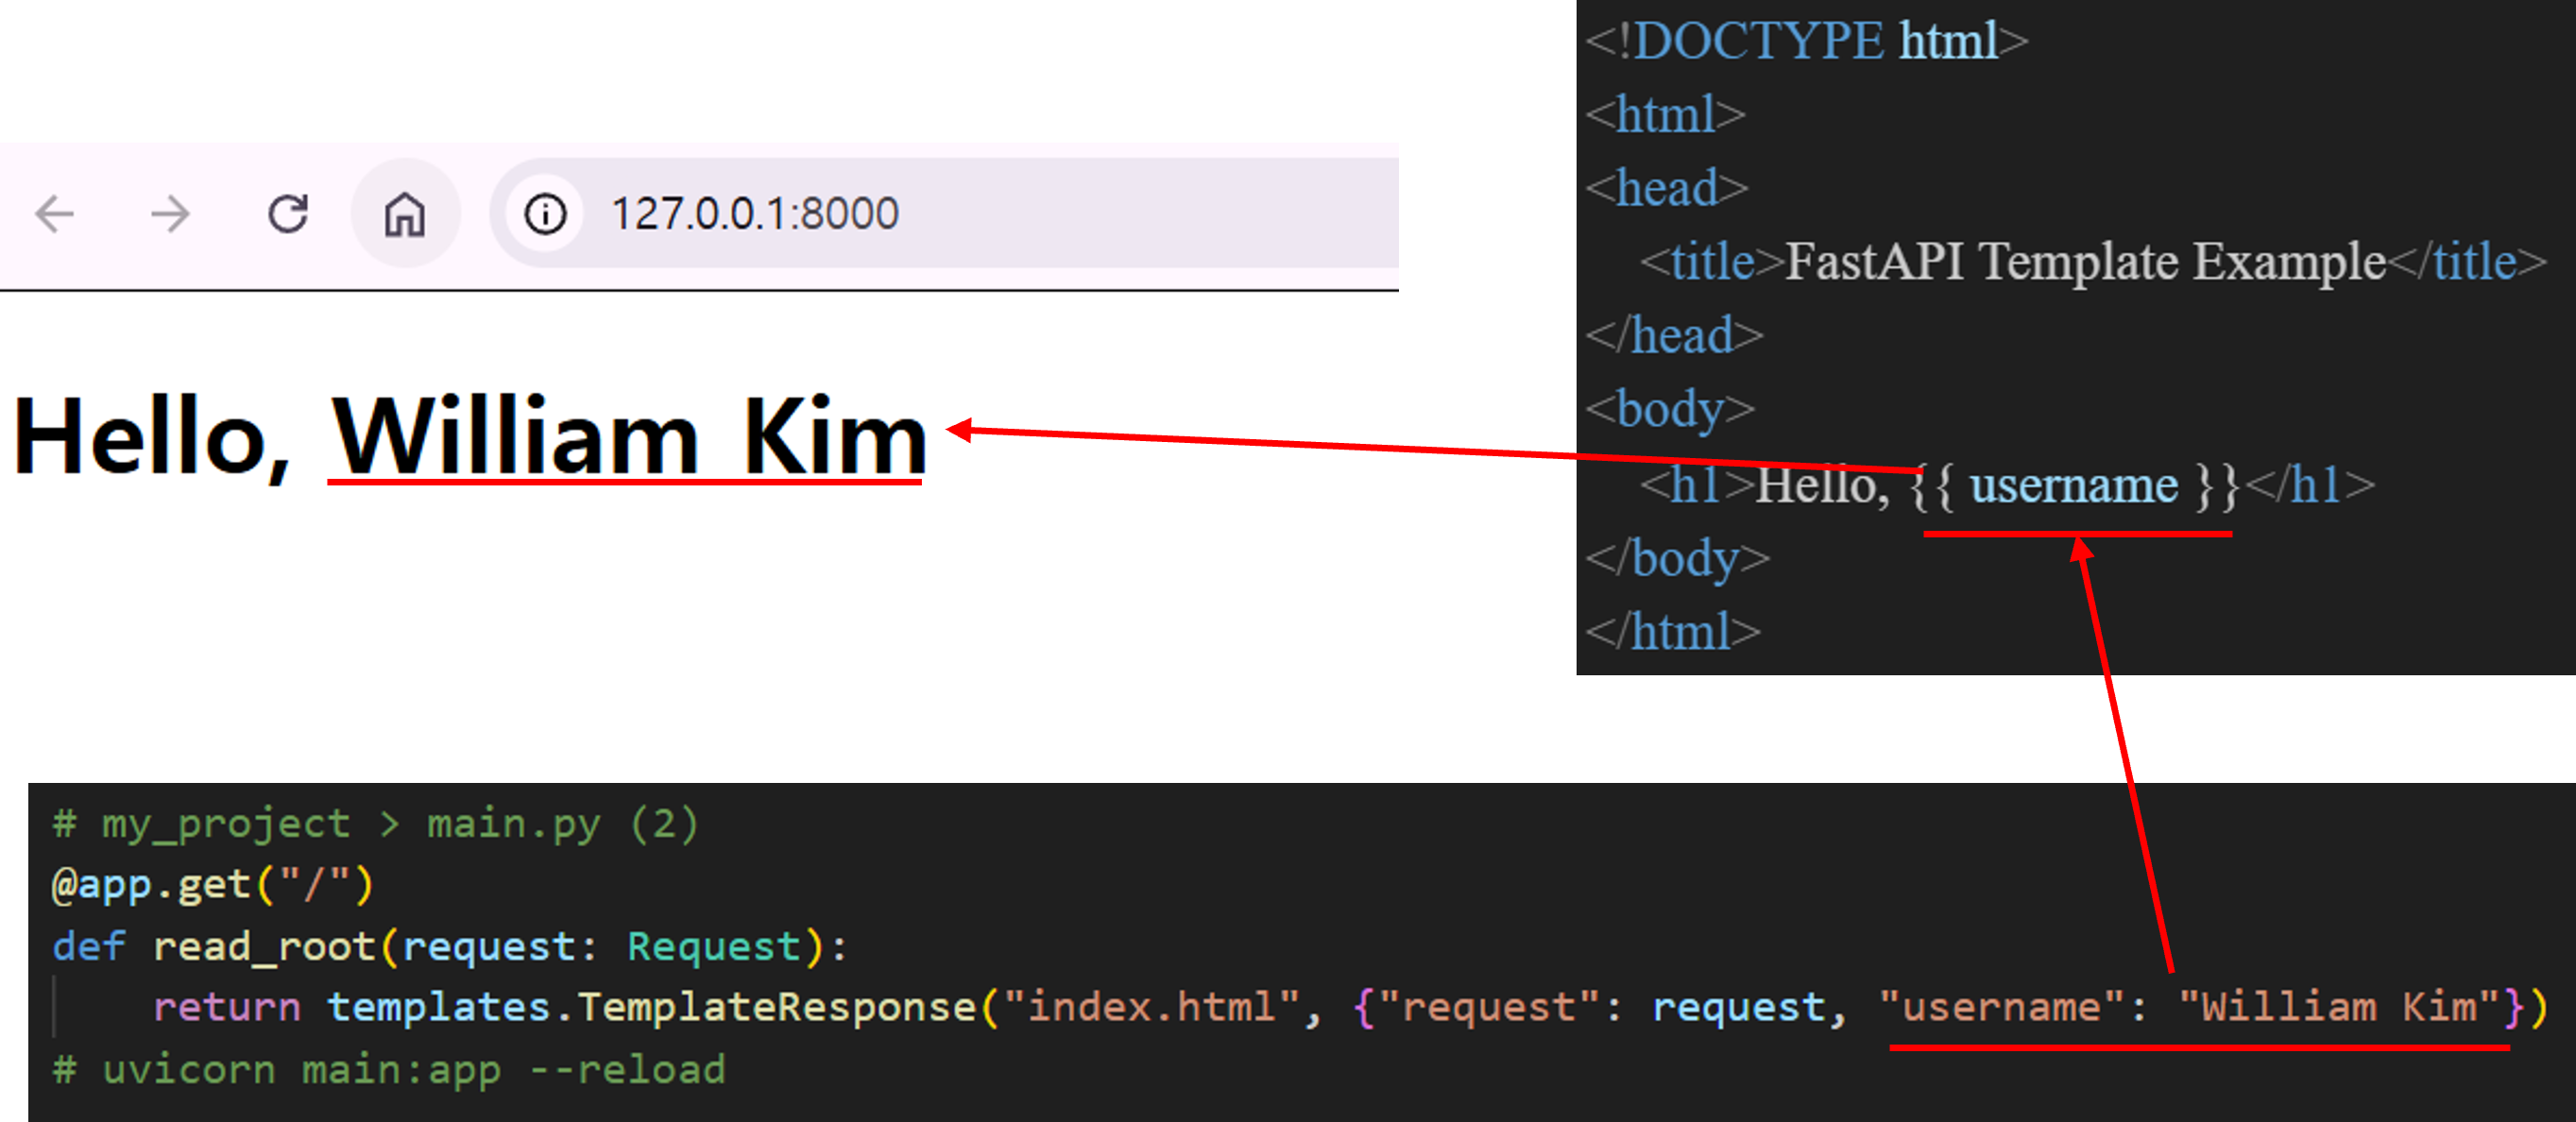 127.0.0.1:8000
Hello, William Kim
<!DOCTYPE html>
<html>
<head>
    <title>FastAPI Template Example</title>
</head>
<body>
    <h1>Hello, {{ username }}</h1>
</body>
</html>
# my_project > main.py (2)
@app.get("/")
def read_root(request: Request):
    return templates.TemplateResponse("index.html", {"request": request, "username": "William Kim"})
# uvicorn main:app --reload